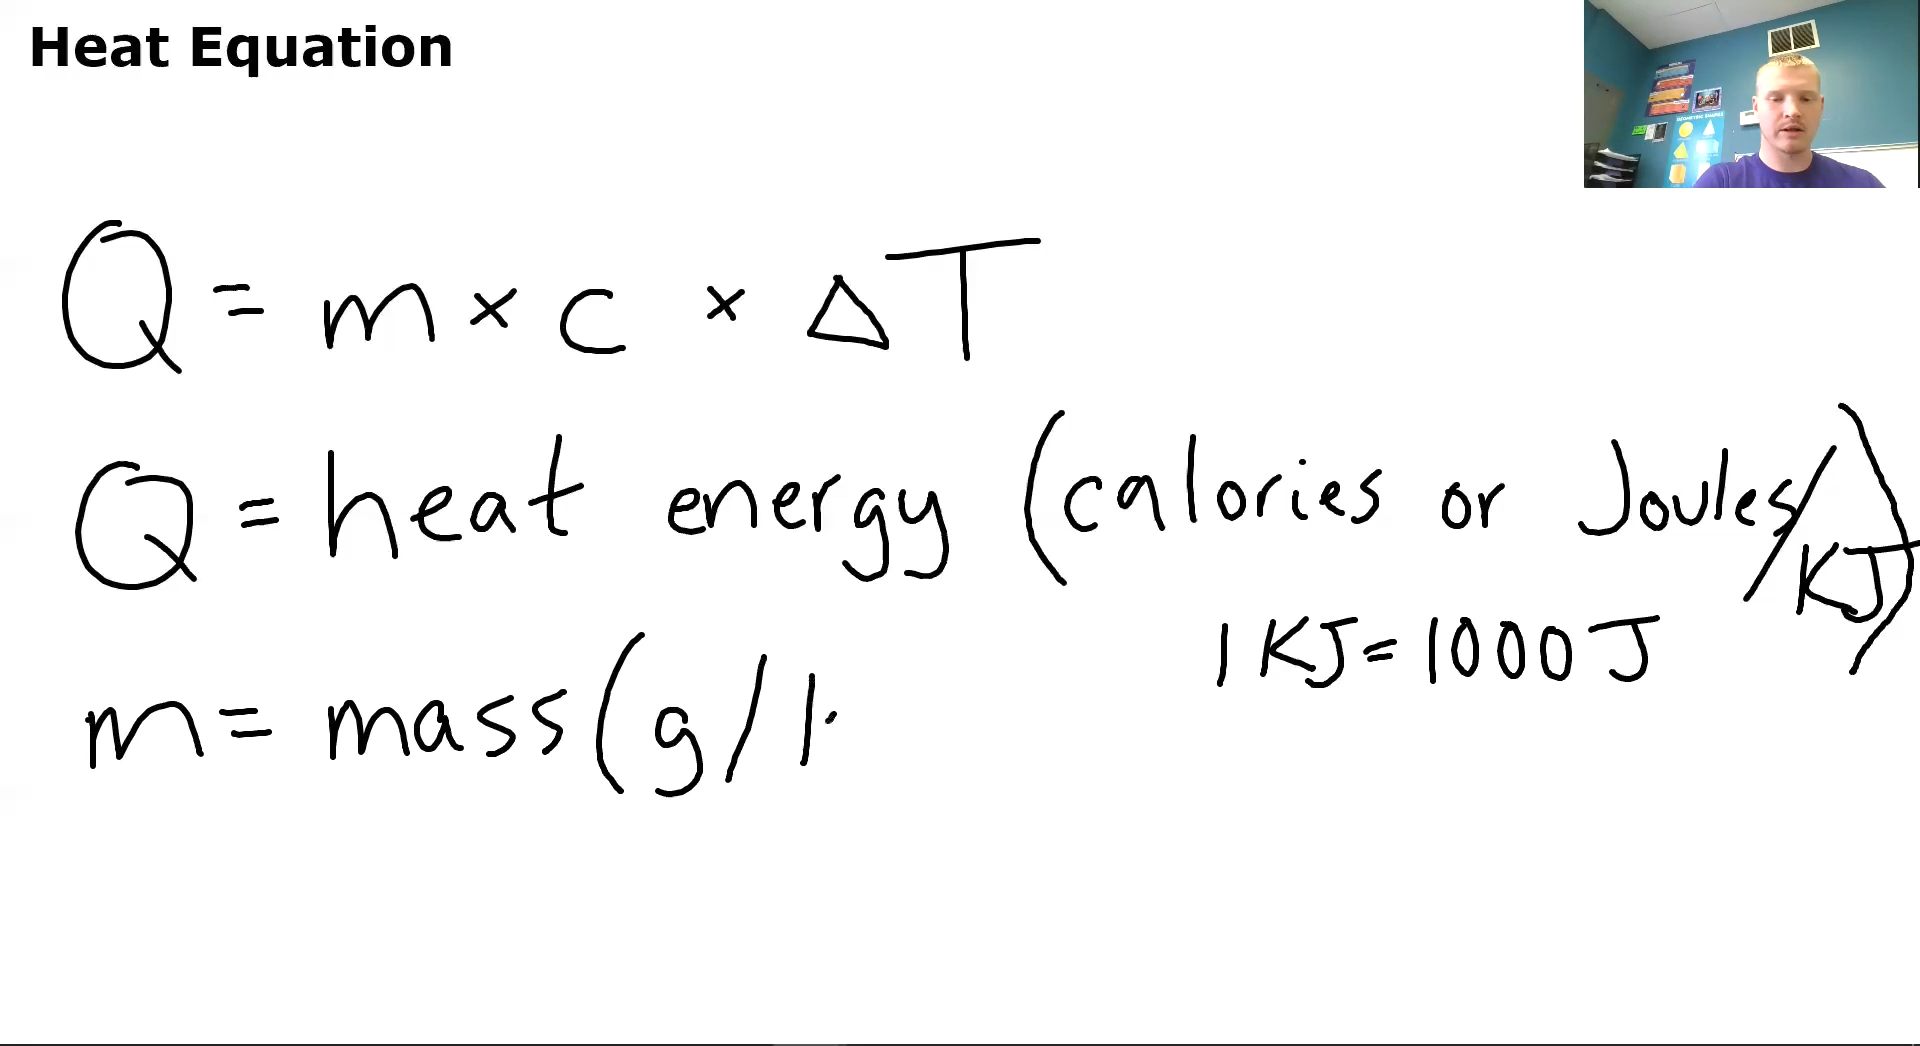 Heat Equation
Q = m × c × ΔT
Q = heat energy (calories or Joules/KJ)
1 KJ = 1000 J
m = mass (g/